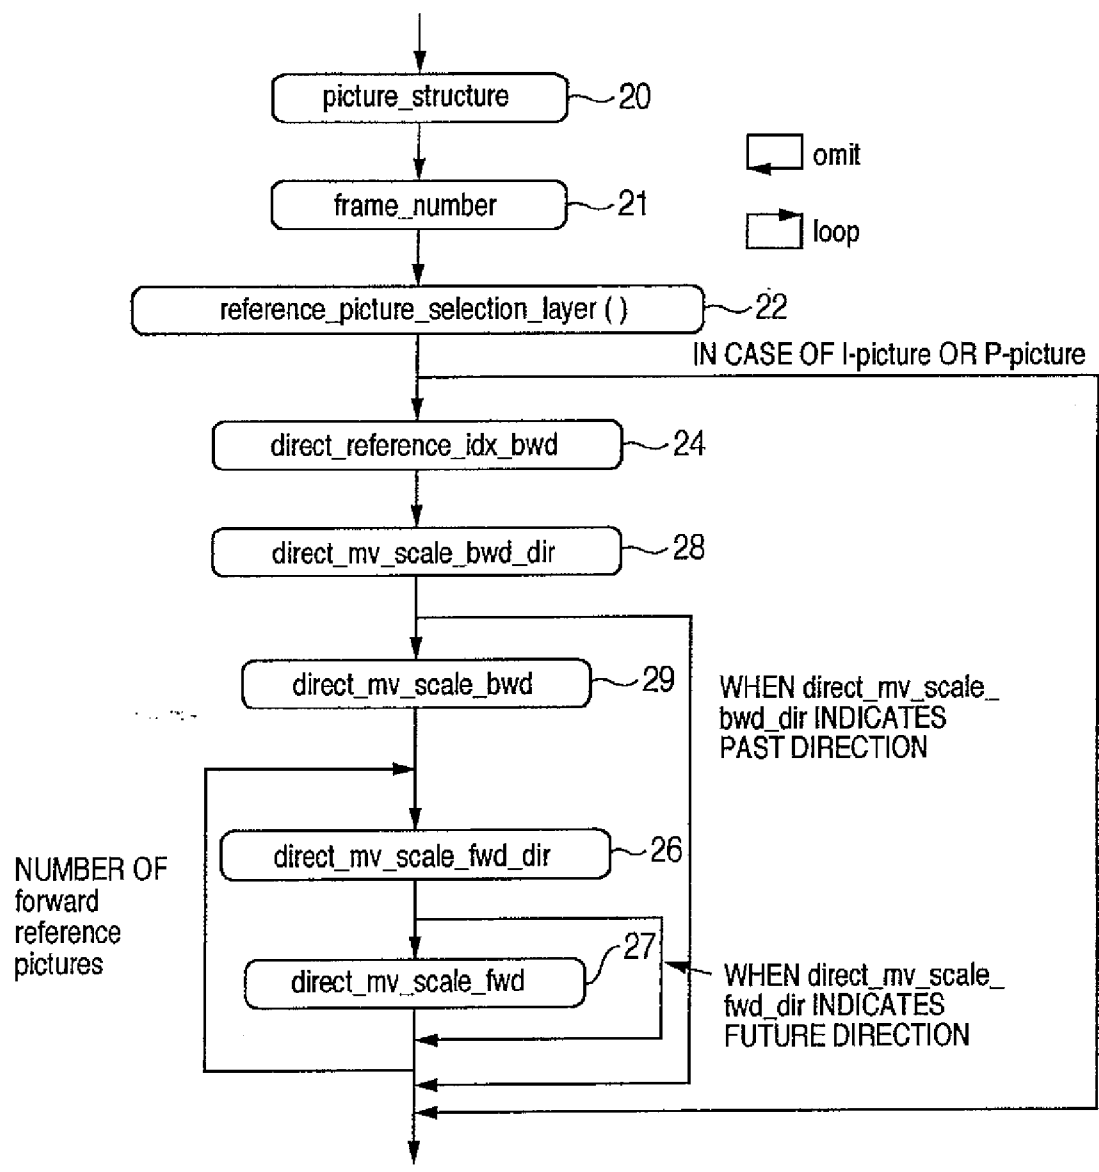 picture_structure
20
omit
frame_number
21
loop
reference_picture_selection_layer ( )
22
IN CASE OF I-picture OR P-picture
direct_reference_idx_bwd
24
direct_mv_scale_bwd_dir
28
direct_mv_scale_bwd
29
WHEN direct_mv_scale_
bwd_dir INDICATES
PAST DIRECTION
direct_mv_scale_fwd_dir
26
NUMBER OF
forward
reference
pictures
direct_mv_scale_fwd
27
WHEN direct_mv_scale_
fwd_dir INDICATES
FUTURE DIRECTION